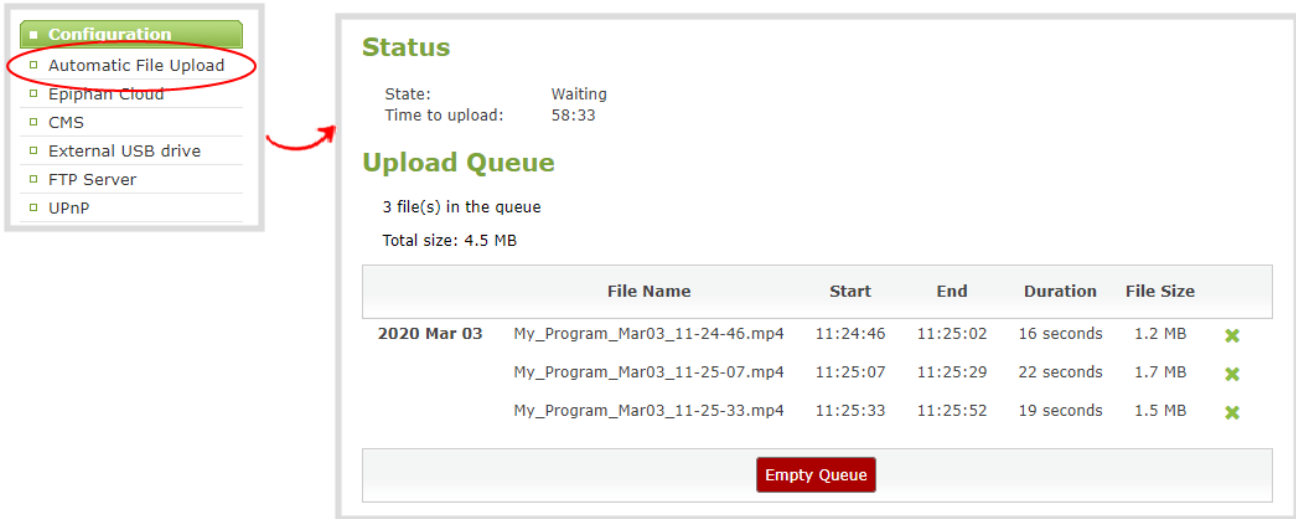 Configuration
Automatic File Upload
Epiphan Cloud
CMS
External USB drive
FTP Server
UPnP
Status
State: Waiting
Time to upload: 58:33
Upload Queue
3 file(s) in the queue
Total size: 4.5 MB
File Name Start End Duration File Size
2020 Mar 03 My_Program_Mar03_11-24-46.mp4 11:24:46 11:25:02 16 seconds 1.2 MB
My_Program_Mar03_11-25-07.mp4 11:25:07 11:25:29 22 seconds 1.7 MB
My_Program_Mar03_11-25-33.mp4 11:25:33 11:25:52 19 seconds 1.5 MB
Empty Queue